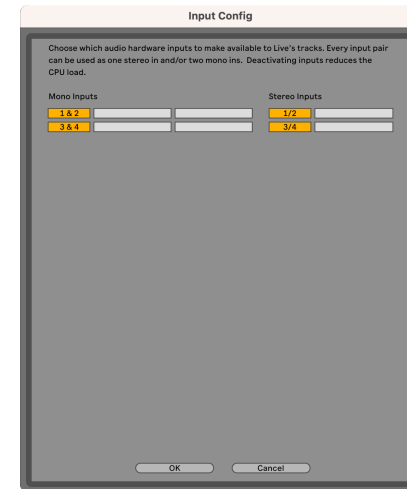 Input Config
Choose which audio hardware inputs to make available to Live's tracks. Every input pair
can be used as one stereo in and/or two mono ins. Deactivating inputs reduces the
CPU load.
Mono Inputs Stereo Inputs
1 & 2 1/2
3 & 4 3/4
OK Cancel